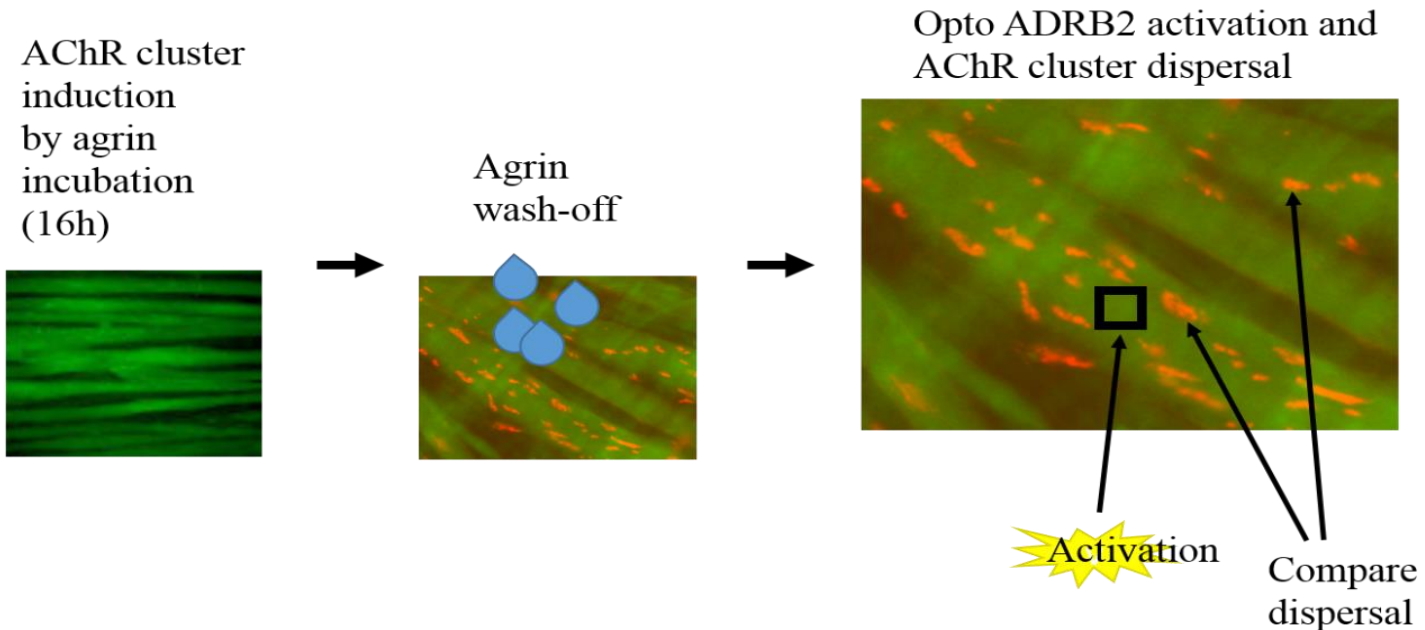 AChR cluster
induction
by agrin
incubation
(16h)
Agrin
wash-off
Opto ADRB2 activation and
AChR cluster dispersal
Activation
Compare
dispersal